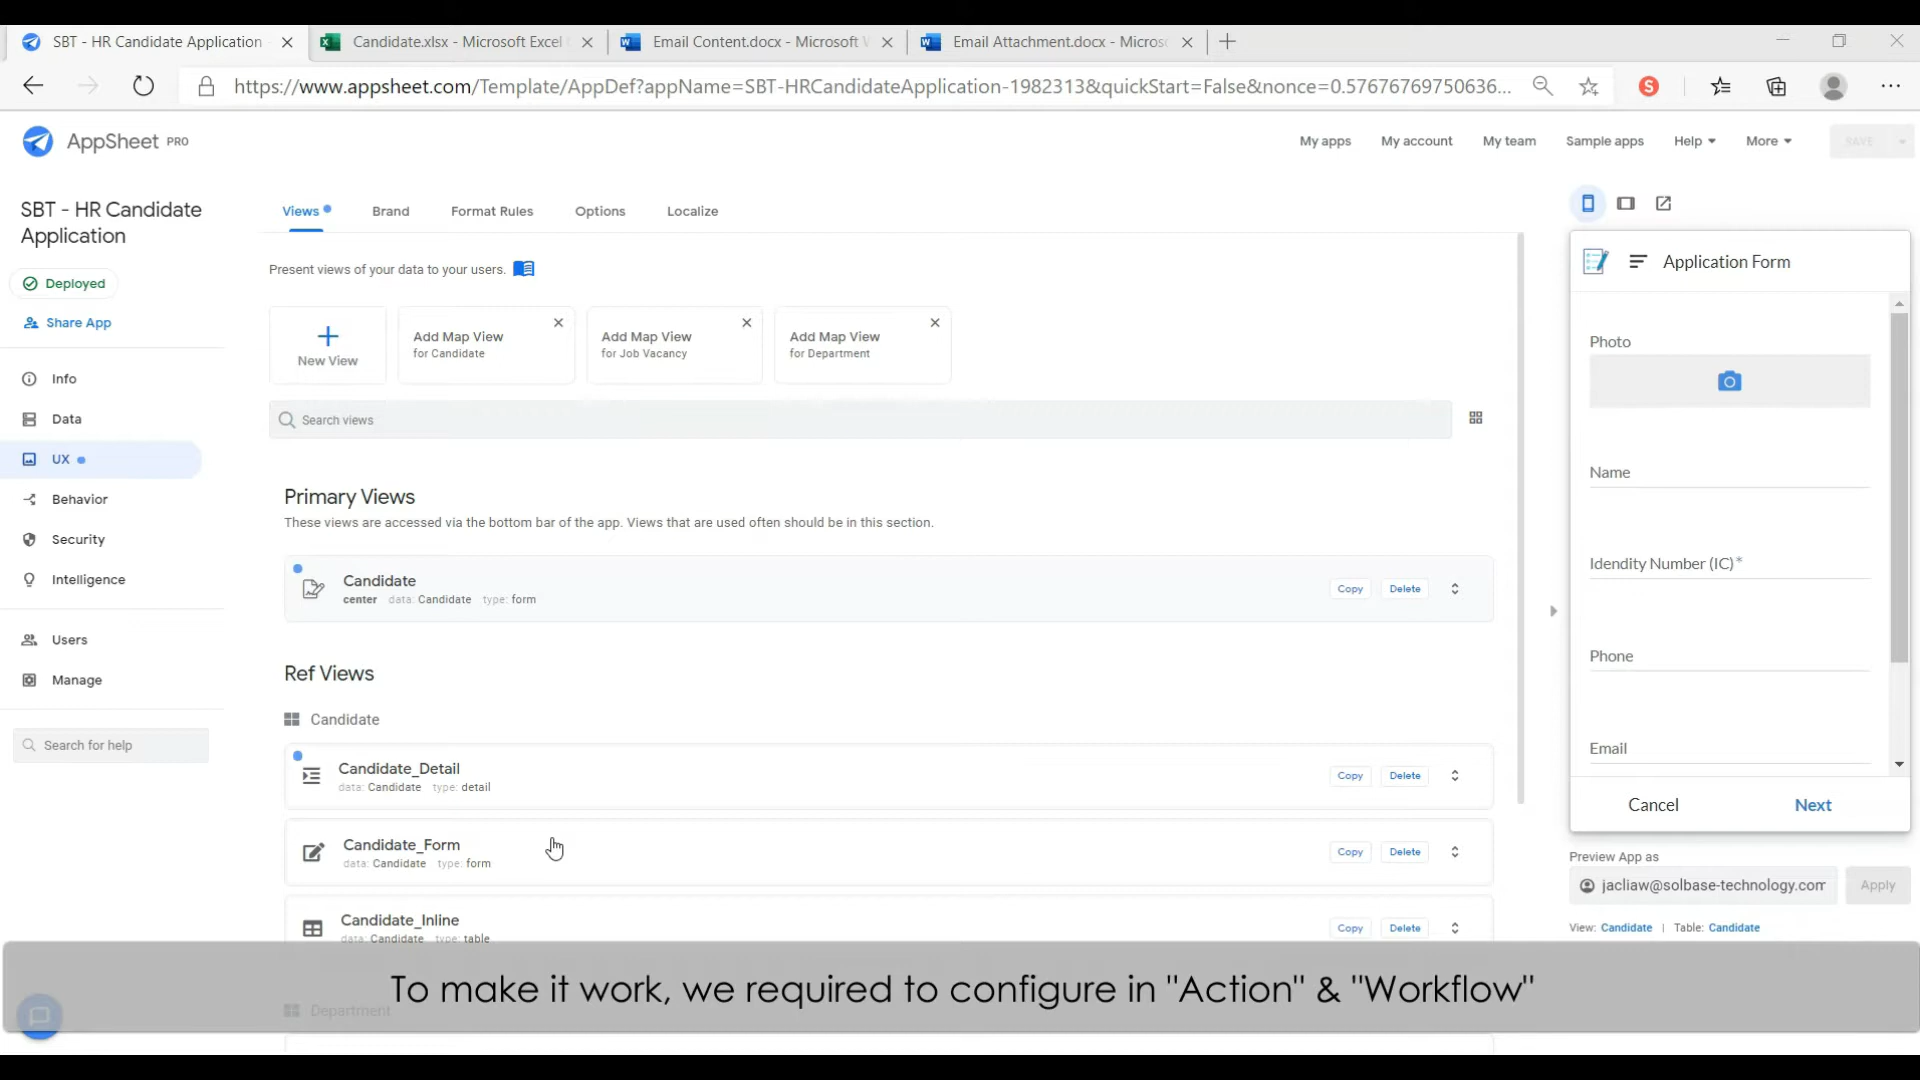 SBT - HR Candidate Application
Candidate.xlsx - Microsoft Excel
Email Content.docx - Microsoft W
Email Attachment.docx - Micros
https://www.appsheet.com/Template/AppDef?appName=SBT-HRCandidateApplication-1982313&quickStart=False&nonce=0.57676769750636...
S
AppSheet PRO
My apps
My account
My team
Sample apps
Help
More
SAVE
SBT - HR Candidate
Application
Deployed
Share App
Info
Data
UX
Behavior
Security
Intelligence
Users
Manage
Search for help
Views
Brand
Format Rules
Options
Localize
Present views of your data to your users.
New View
Add Map View
for Candidate
Add Map View
for Job Vacancy
Add Map View
for Department
Search views
Primary Views
These views are accessed via the bottom bar of the app. Views that are used often should be in this section.
Candidate
center data: Candidate type: form
Copy
Delete
Ref Views
Candidate
Candidate_Detail
data: Candidate type: detail
Copy
Delete
Candidate_Form
data: Candidate type: form
Copy
Delete
Candidate_Inline
data: Candidate type: table
Copy
Delete
Department
Application Form
Photo
Name
Idendity Number (IC)*
Phone
Email
Cancel
Next
Preview App as
jacliaw@solbase-technology.com
Apply
View: Candidate | Table: Candidate
To make it work, we required to configure in "Action" & "Workflow"